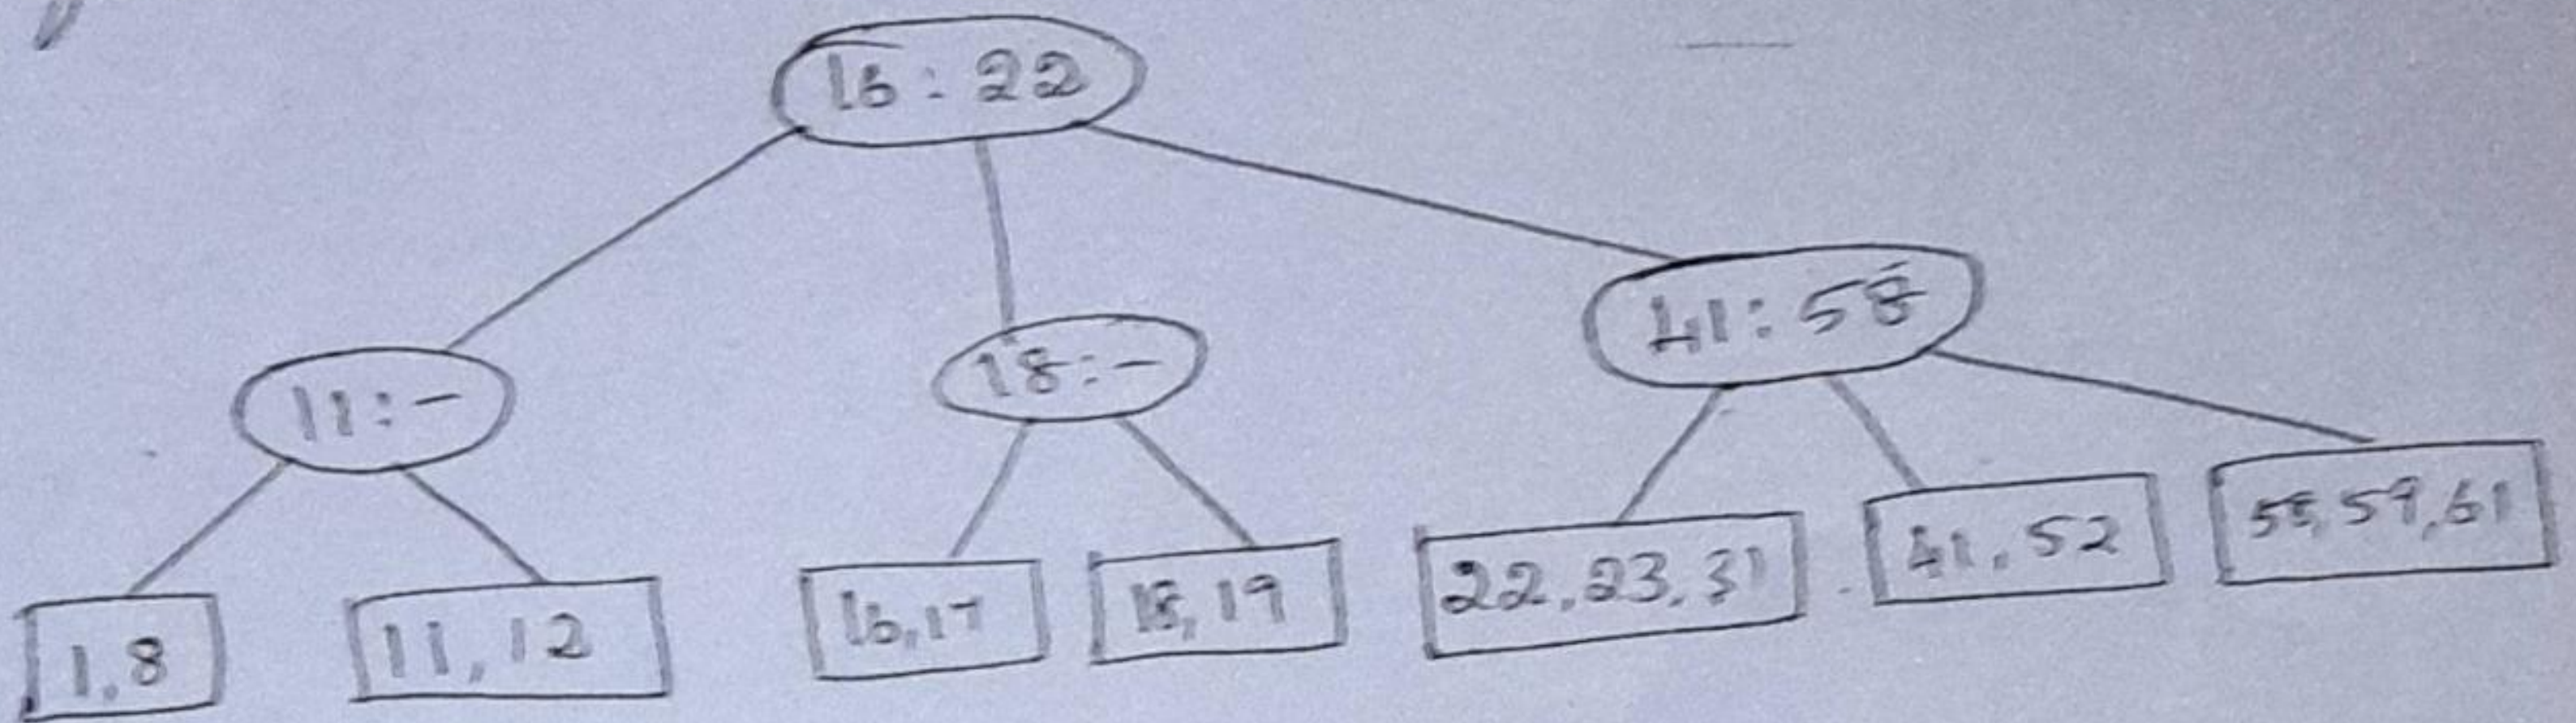 16 : 22
11 : -
18 : -
41 : 58
1, 8
11, 12
16, 17
18, 19
22, 23, 31
41, 52
58, 59, 61